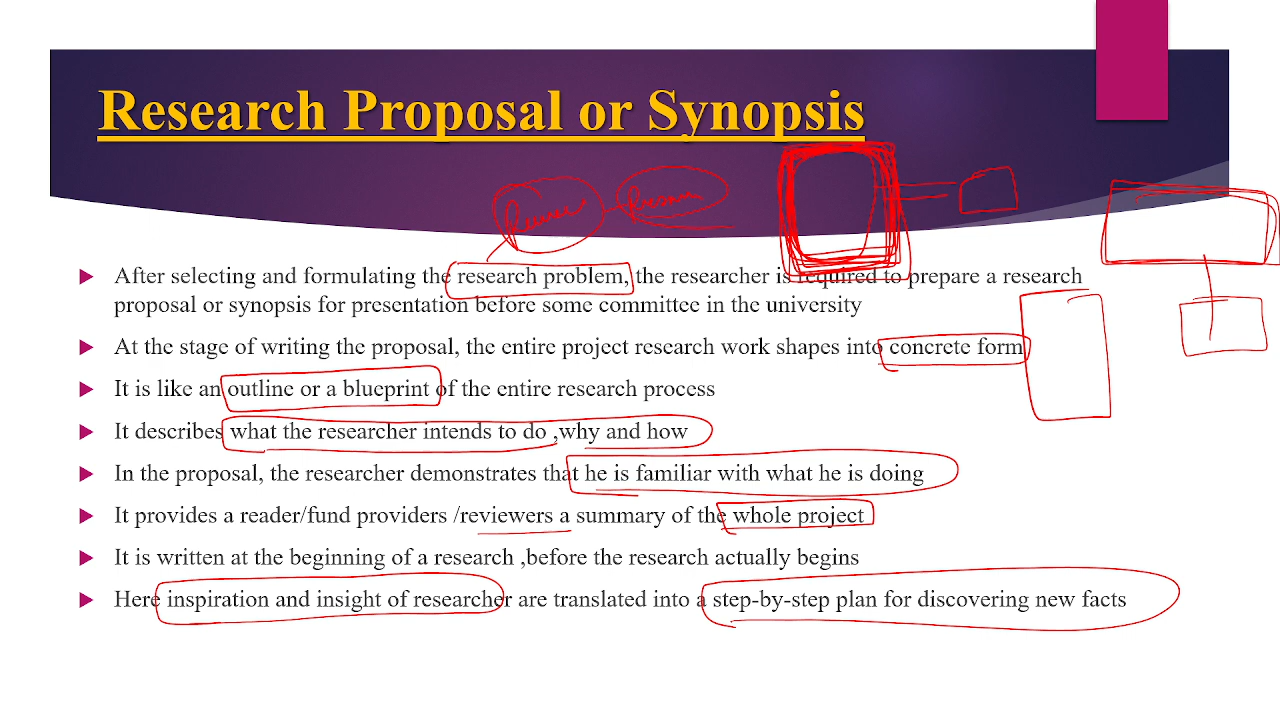 Research Proposal or Synopsis
After selecting and formulating the research problem, the researcher is required to prepare a research
proposal or synopsis for presentation before some committee in the university
At the stage of writing the proposal, the entire project research work shapes into concrete form
It is like an outline or a blueprint of the entire research process
It describes what the researcher intends to do ,why and how
In the proposal, the researcher demonstrates that he is familiar with what he is doing
It provides a reader/fund providers /reviewers a summary of the whole project
It is written at the beginning of a research ,before the research actually begins
Here inspiration and insight of researcher are translated into a step-by-step plan for discovering new facts